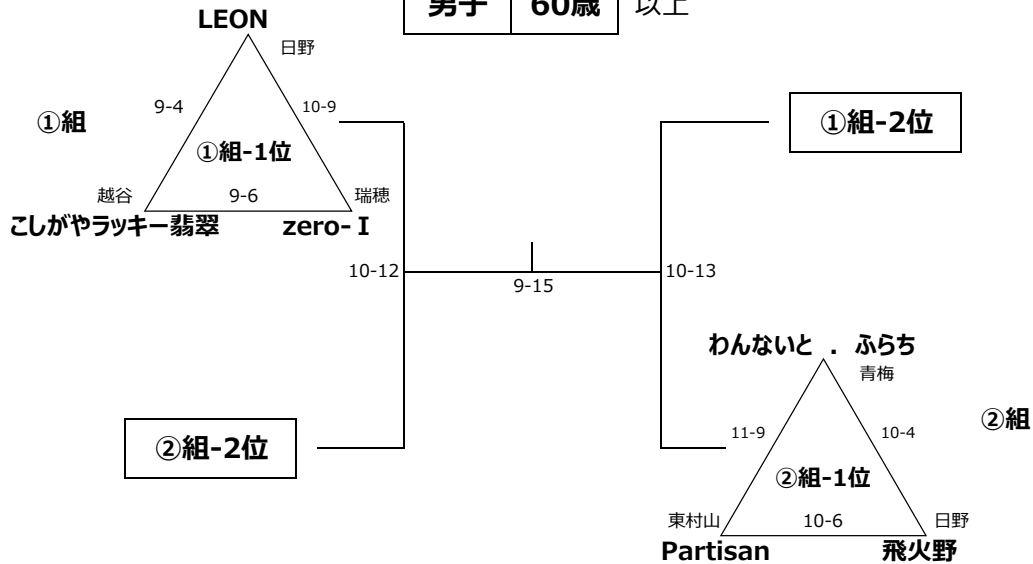 男子 60歳 以上
LEON
日野
9-4
10-9
①組
①組-1位
越谷
9-6
瑞穂
こしがやラッキー翡翠
zero-Ⅰ
①組-2位
10-12
9-15
10-13
わんないと . ふらち
青梅
②組
11-9
10-4
②組-1位
②組-2位
東村山
10-6
日野
Partisan
飛火野